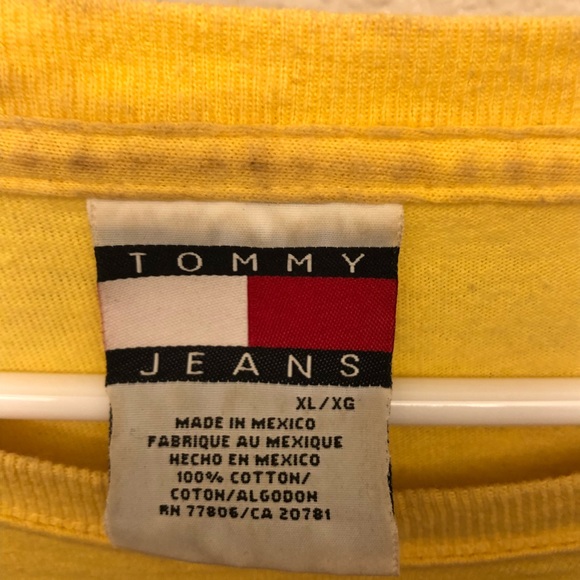 TOMMY
JEANS
XL/XG
MADE IN MEXICO
FABRIQUE AU MEXIQUE
HECHO EN MEXICO
100% COTTON/
COTON/ALGODON
RN 77806/CA 20781